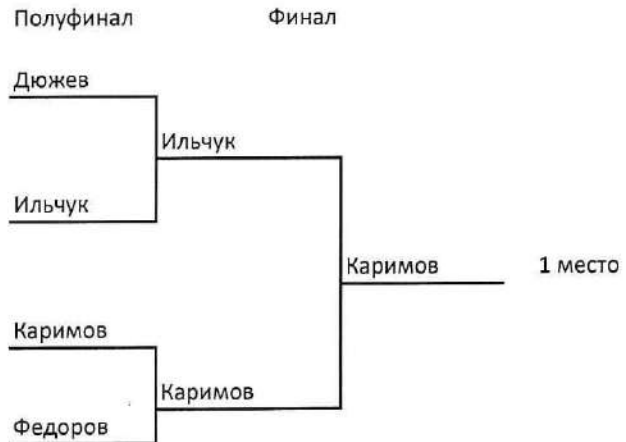 Полуфинал Финал
Дюжев
Ильчук
Ильчук
Каримов 1 место
Каримов
Каримов
Федоров